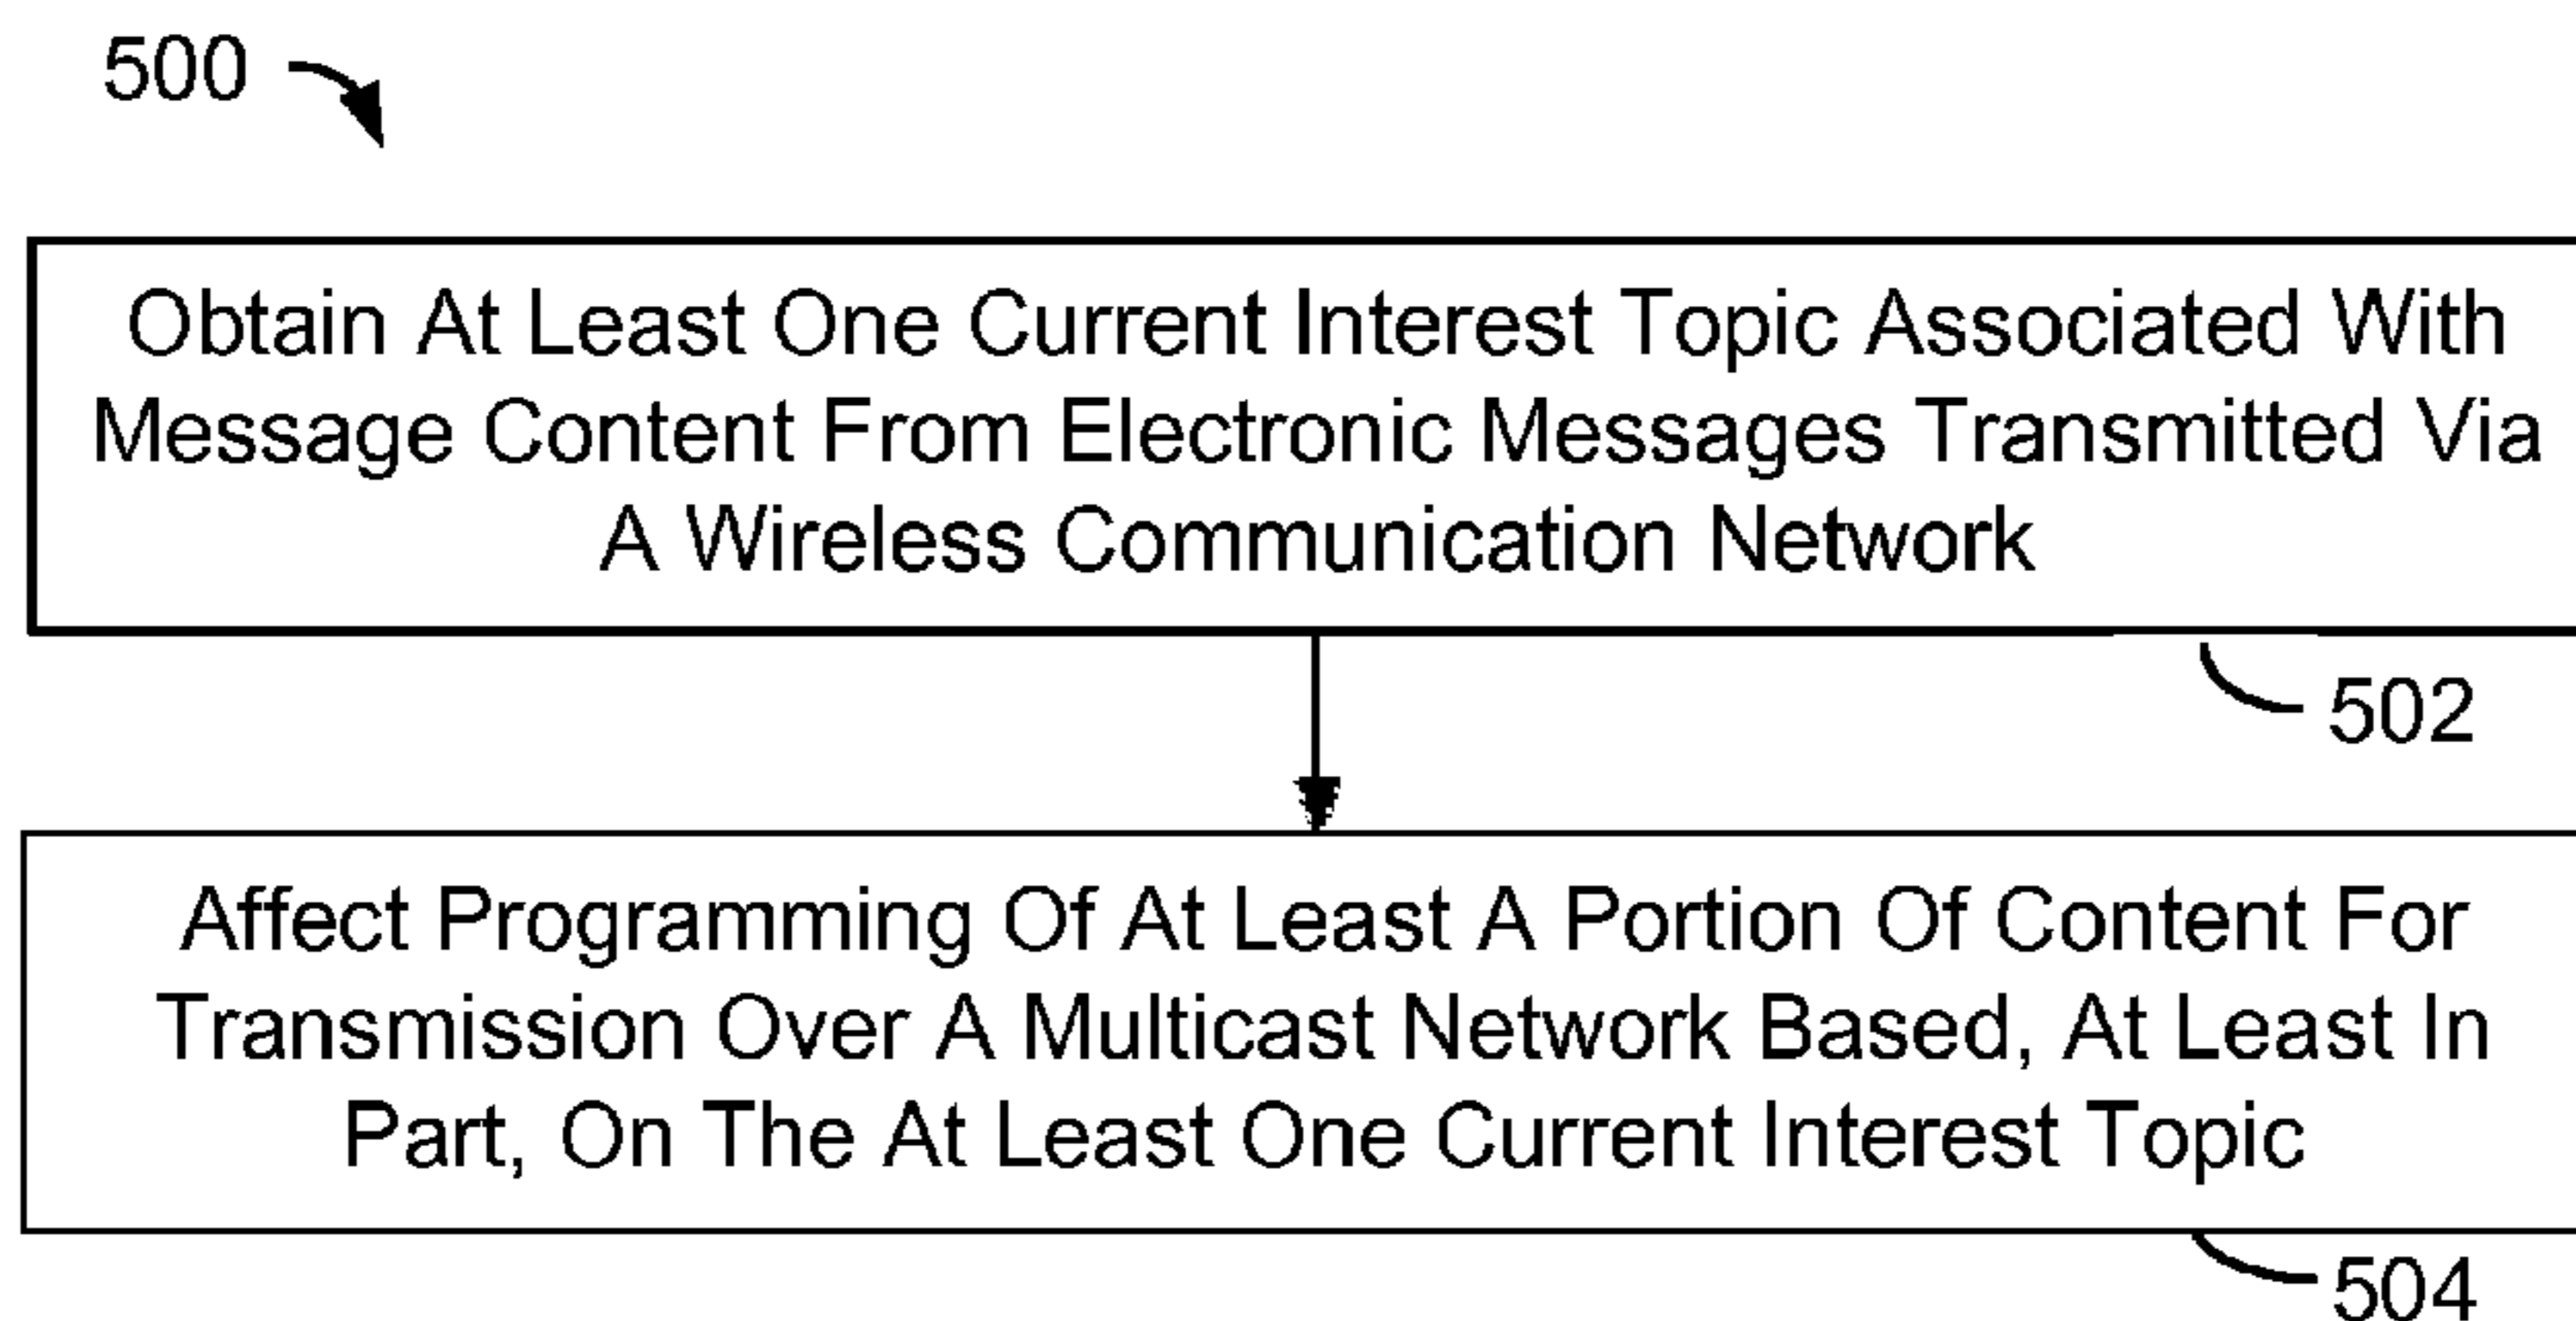 500
Obtain At Least One Current Interest Topic Associated With
Message Content From Electronic Messages Transmitted Via
A Wireless Communication Network
502
Affect Programming Of At Least A Portion Of Content For
Transmission Over A Multicast Network Based, At Least In
Part, On The At Least One Current Interest Topic
504